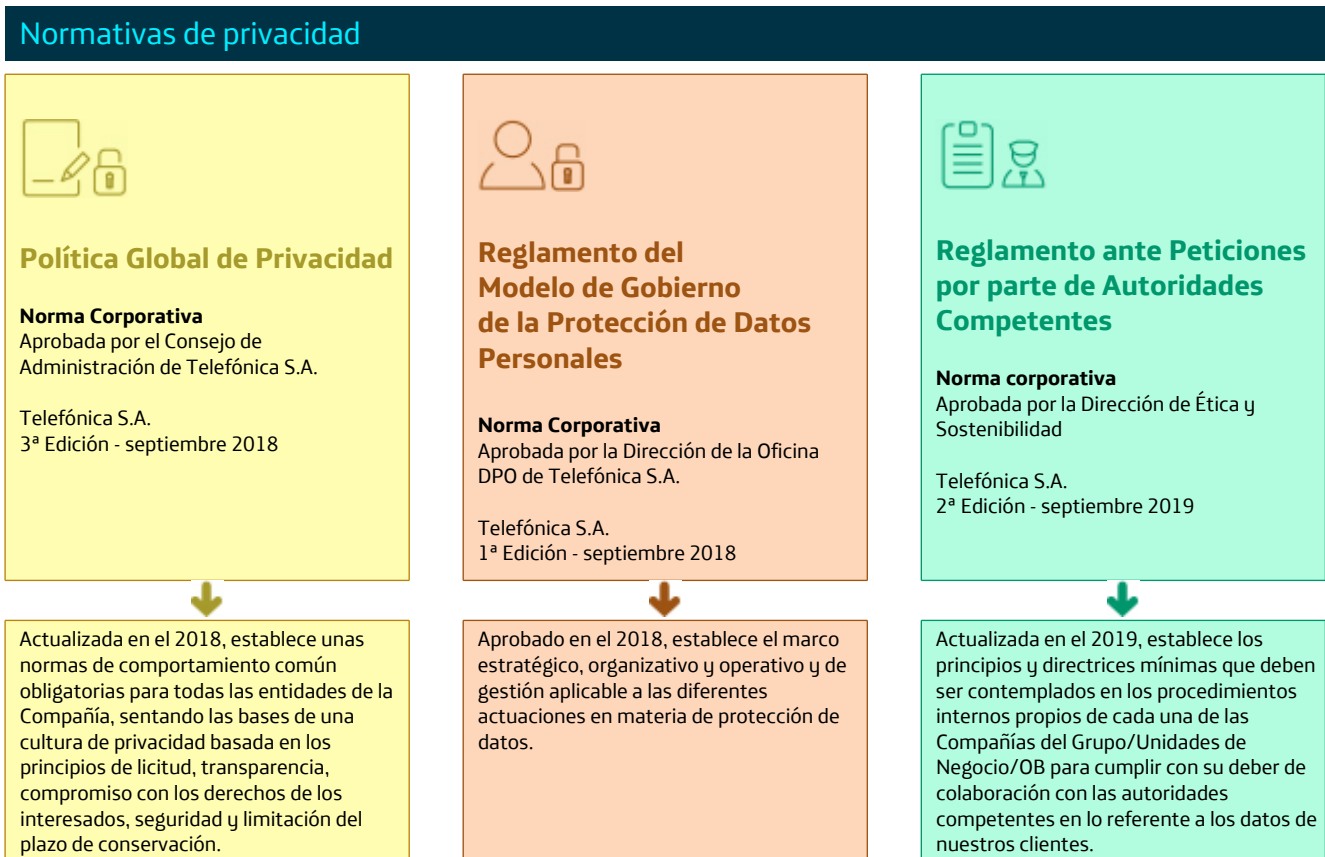 Normativas de privacidad
Política Global de Privacidad
Norma Corporativa
Aprobada por el Consejo de
Administración de Telefónica S.A.
Telefónica S.A.
3ª Edición - septiembre 2018
Actualizada en el 2018, establece unas
normas de comportamiento común
obligatorias para todas las entidades de la
Compañía, sentando las bases de una
cultura de privacidad basada en los
principios de licitud, transparencia,
compromiso con los derechos de los
interesados, seguridad y limitación del
plazo de conservación.
Reglamento del
Modelo de Gobierno
de la Protección de Datos
Personales
Norma Corporativa
Aprobada por la Dirección de la Oficina
DPO de Telefónica S.A.
Telefónica S.A.
1ª Edición - septiembre 2018
Aprobado en el 2018, establece el marco
estratégico, organizativo y operativo y de
gestión aplicable a las diferentes
actuaciones en materia de protección de
datos.
Reglamento ante Peticiones
por parte de Autoridades
Competentes
Norma corporativa
Aprobada por la Dirección de Ética y
Sostenibilidad
Telefónica S.A.
2ª Edición - septiembre 2019
Actualizada en el 2019, establece los
principios y directrices mínimas que deben
ser contemplados en los procedimientos
internos propios de cada una de las
Compañías del Grupo/Unidades de
Negocio/OB para cumplir con su deber de
colaboración con las autoridades
competentes en lo referente a los datos de
nuestros clientes.